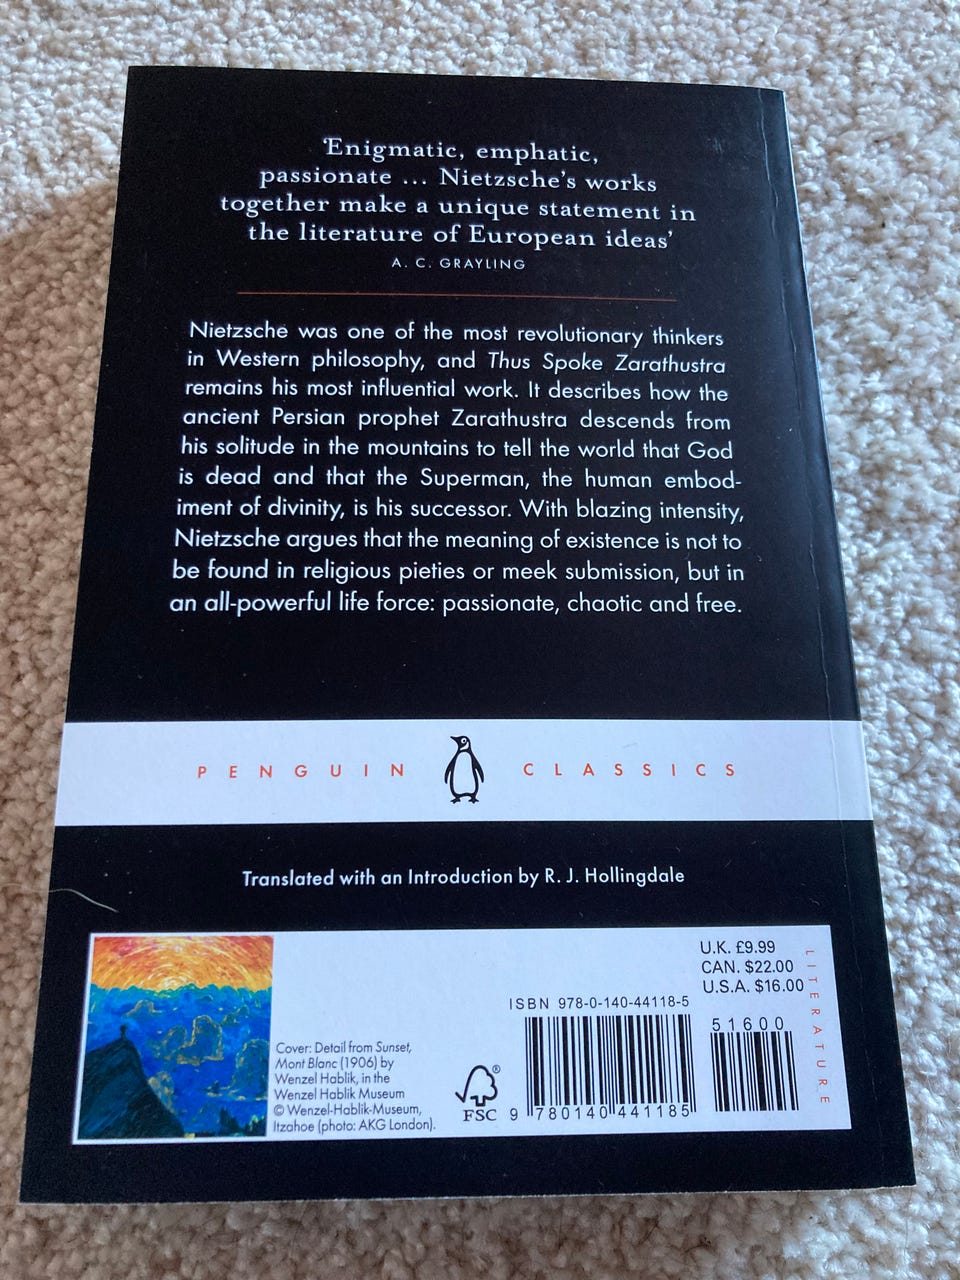 ‘Enigmatic, emphatic,
passionate ... Nietzsche’s works
together make a unique statement in
the literature of European ideas’
A. C. GRAYLING
Nietzsche was one of the most revolutionary thinkers
in Western philosophy, and Thus Spoke Zarathustra
remains his most influential work. It describes how the
ancient Persian prophet Zarathustra descends from
his solitude in the mountains to tell the world that God
is dead and that the Superman, the human embod-
iment of divinity, is his successor. With blazing intensity,
Nietzsche argues that the meaning of existence is not to
be found in religious pieties or meek submission, but in
an all-powerful life force: passionate, chaotic and free.
PENGUIN CLASSICS
Translated with an Introduction by R. J. Hollingdale
U.K. £9.99
CAN. $22.00
U.S.A. $16.00
LITERATURE
ISBN 978-0-140-44118-5
51600
9 780140 441185
FSC ®
Cover: Detail from Sunset,
Mont Blanc (1906) by
Wenzel Hablik, in the
Wenzel Hablik Museum
© Wenzel-Hablik-Museum,
Itzahoe (photo: AKG London).